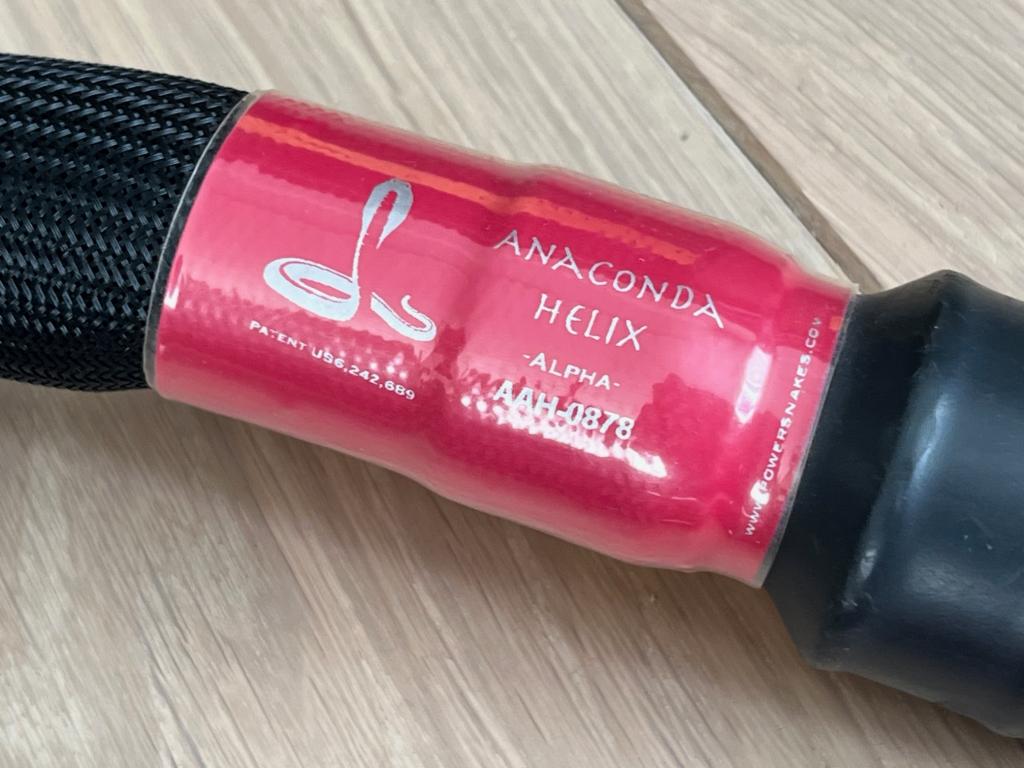 PATENT US6,242,689
ANACONDA
HELIX
-ALPHA-
AAH-0878
www.POWERSNAKES.COM